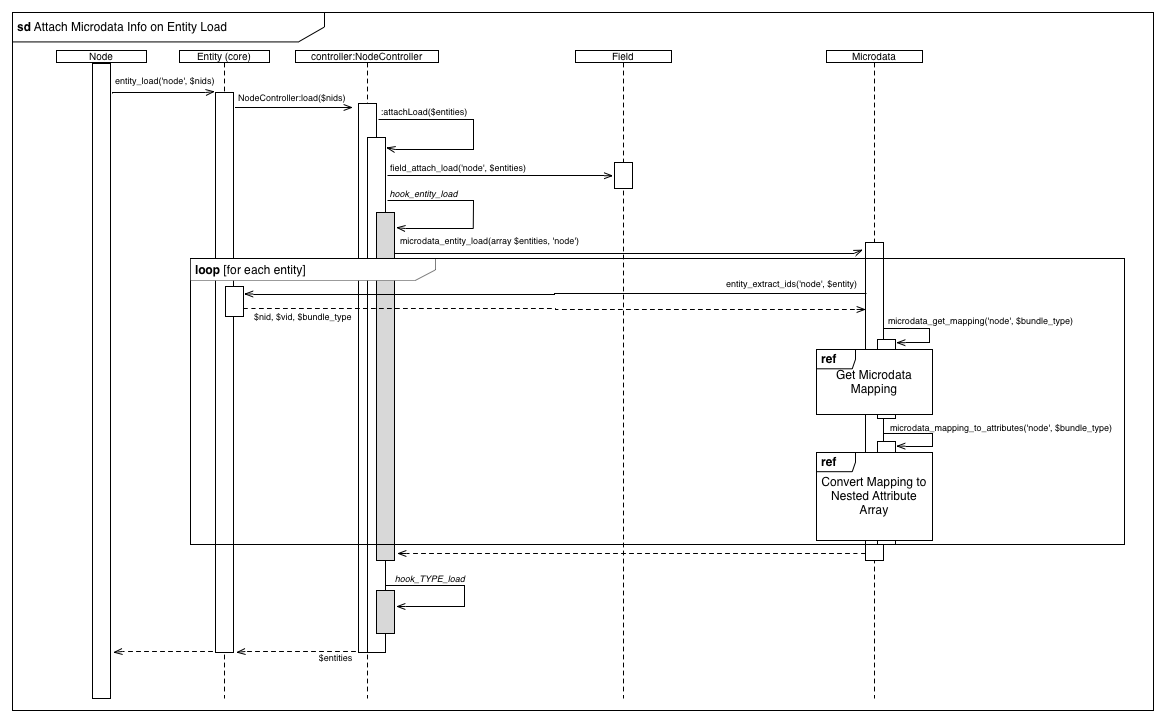 sd Attach Microdata Info on Entity Load
Node
Entity (core)
controller:NodeController
Field
Microdata
entity_load('node', $nids)
NodeController:load($nids)
:attachLoad($entities)
field_attach_load('node', $entities)
hook_entity_load
microdata_entity_load(array $entities, 'node')
loop [for each entity]
entity_extract_ids('node', $entity)
$nid, $vid, $bundle_type
microdata_get_mapping('node', $bundle_type)
ref
Get Microdata
Mapping
microdata_mapping_to_attributes('node', $bundle_type)
ref
Convert Mapping to
Nested Attribute
Array
hook_TYPE_load
$entities